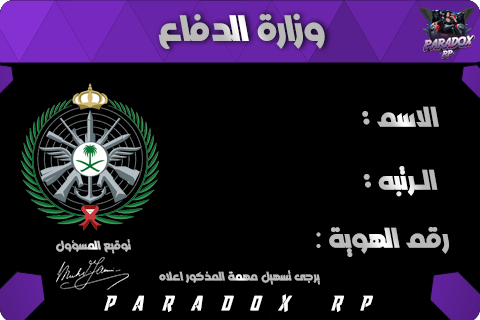 وزارة الدفاع
PARADOX
RP
الاسم :
الرتبه :
رقم الهوية :
توقيع المسؤول
يرجى تسهيل مهمة المذكور اعلاه
PARADOX RP